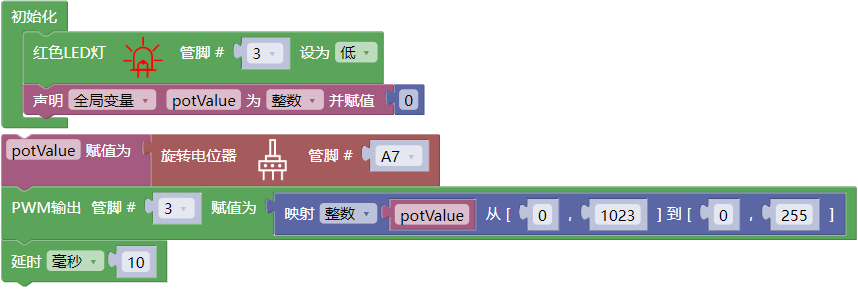 初始化
红色LED灯 管脚 # 3 设为 低
声明 全局变量 potValue 为 整数 并赋值 0
potValue 赋值为 旋转电位器 管脚 # A7
PWM输出 管脚 # 3 赋值为 映射 整数 potValue 从 [ 0 , 1023 ] 到 [ 0 , 255 ]
延时 毫秒 10